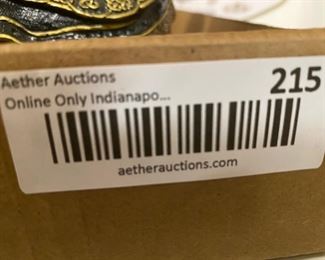 Aether Auctions 215
Online Only Indianapo...
aetherauctions.com